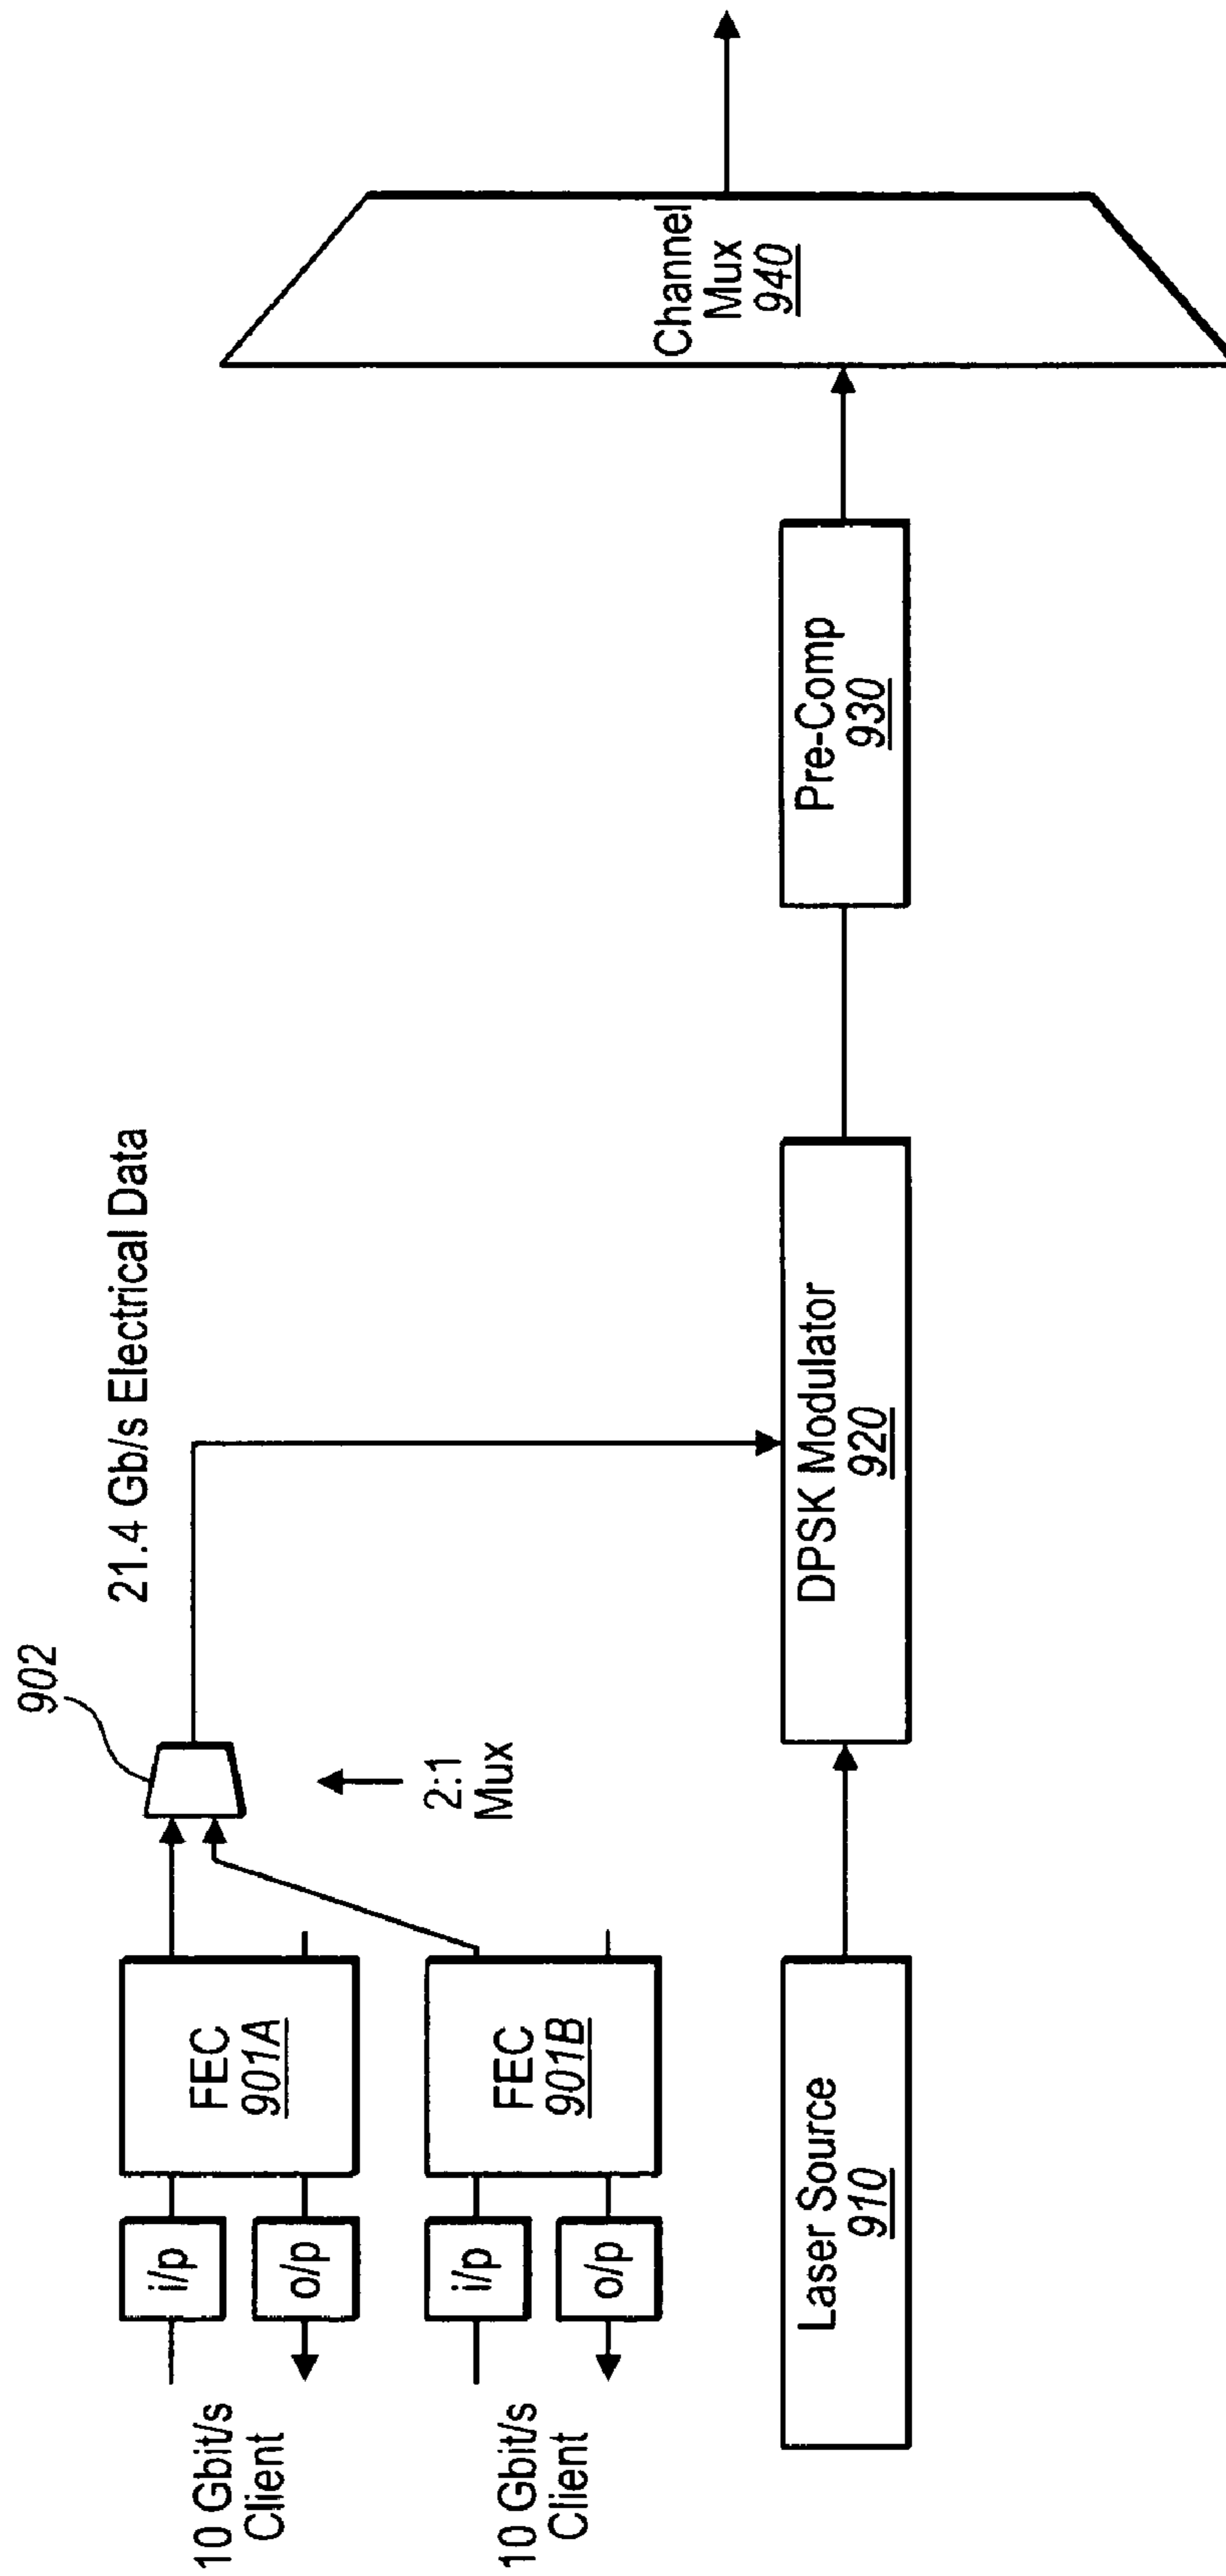 902
21.4 Gb/s Electrical Data
10 Gbit/s
Client
i/p
o/p
FEC
901A
2:1
Mux
10 Gbit/s
Client
i/p
o/p
FEC
901B
Laser Source
910
DPSK Modulator
920
Pre-Comp
930
Channel
Mux
940